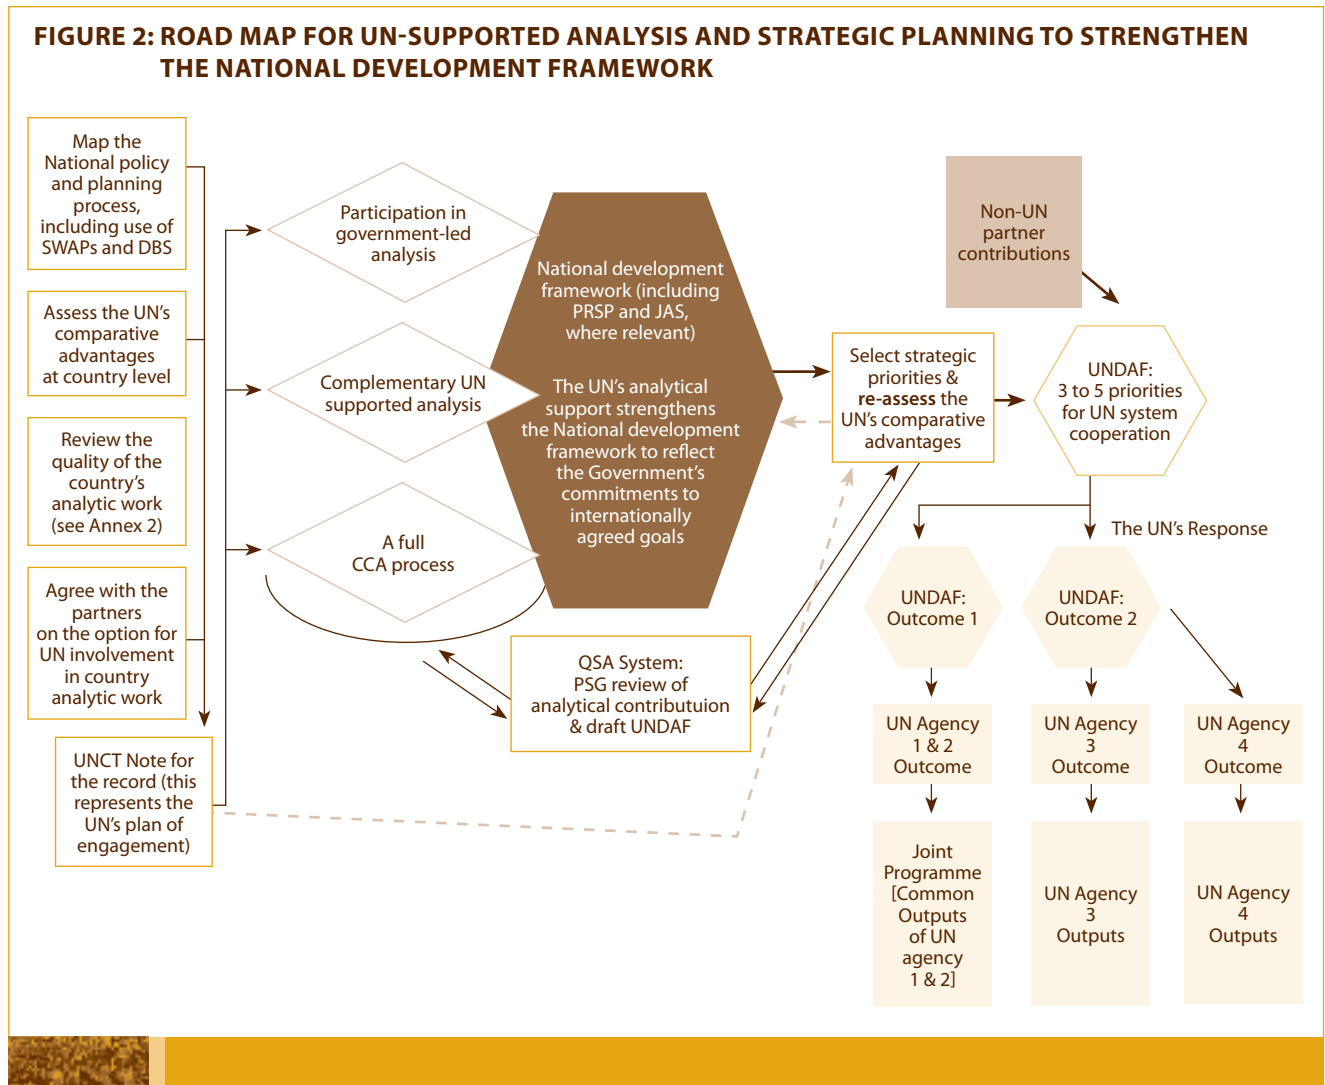 FIGURE 2: ROAD MAP FOR UN-SUPPORTED ANALYSIS AND STRATEGIC PLANNING TO STRENGTHEN
THE NATIONAL DEVELOPMENT FRAMEWORK
Map the
National policy
and planning
process,
including use of
SWAPs and DBS
Assess the UN's
comparative
advantages
at country level
Review the
quality of the
country's
analytic work
(see Annex 2)
Agree with the
partners
on the option for
UN involvement
in country
analytic work
UNCT Note for
the record (this
represents the
UN's plan of
engagement)
Participation in
government-led
analysis
Complementary UN
supported analysis
A full
CCA process
National development
framework (including
PRSP and JAS,
where relevant)
The UN's analytical
support strengthens
the National development
framework to reflect
the Government's
commitments to
internationally
agreed goals
QSA System:
PSG review of
analytical contributuion
& draft UNDAF
Select strategic
priorities &
re-assess the
UN's comparative
advantages
Non-UN
partner
contributions
UNDAF:
3 to 5 priorities
for UN system
cooperation
The UN's Response
UNDAF:
Outcome 1
UNDAF:
Outcome 2
UN Agency
1 & 2
Outcome
UN Agency
3
Outcome
UN Agency
4
Outcome
Joint
Programme
[Common
Outputs
of UN
agency
1 & 2]
UN Agency
3
Outputs
UN Agency
4
Outputs